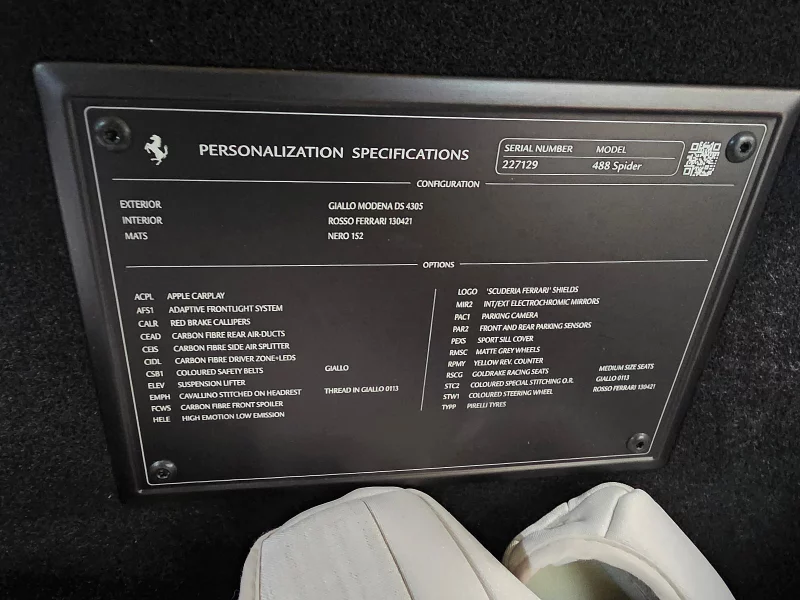 PERSONALIZATION SPECIFICATIONS
SERIAL NUMBER MODEL
227129 488 Spider
CONFIGURATION
EXTERIOR GIALLO MODENA DS 4305
INTERIOR ROSSO FERRARI 130421
MATS NERO 152
OPTIONS
ACPL APPLE CARPLAY
AFS1 ADAPTIVE FRONTLIGHT SYSTEM
CALR RED BRAKE CALLIPERS
CEAD CARBON FIBRE REAR AIR-DUCTS
CEIS CARBON FIBRE SIDE AIR SPLITTER
CIDL CARBON FIBRE DRIVER ZONE+LEDS
CSB1 COLOURED SAFETY BELTS GIALLO
ELEV SUSPENSION LIFTER
EMPH CAVALLINO STITCHED ON HEADREST THREAD IN GIALLO 0113
FCWS CARBON FIBRE FRONT SPOILER
HELE HIGH EMOTION LOW EMISSION
LOGO 'SCUDERIA FERRARI' SHIELDS
MIR2 INT/EXT ELECTROCHROMIC MIRRORS
PAC1 PARKING CAMERA
PAR2 FRONT AND REAR PARKING SENSORS
PEXS SPORT SILL COVER
RMSC MATTE GREY WHEELS
RPMY YELLOW REV. COUNTER
RSCG GOLDRAKE RACING SEATS MEDIUM SIZE SEATS
STC2 COLOURED SPECIAL STITCHING O.R. GIALLO 0113
STW1 COLOURED STEERING WHEEL ROSSO FERRARI 130421
TYPP PIRELLI TYRES